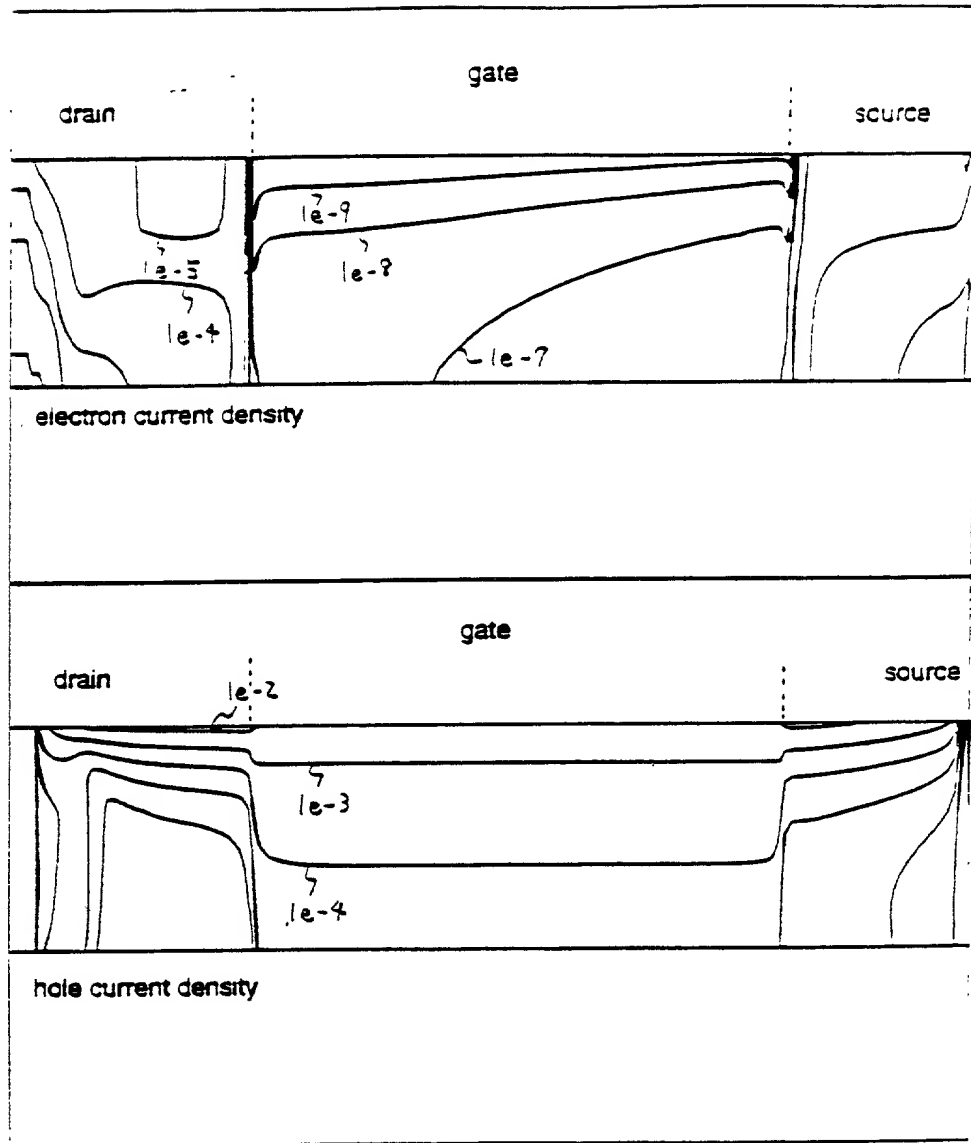 gate
drain
source
1e-9
1e-5
1e-8
1e-4
1e-7
electron current density
gate
drain
source
1e-2
1e-3
1e-4
hole current density